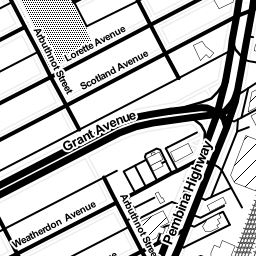 Arbuthnot Street
Lorette Avenue
Scotland Avenue
Grant Avenue
Pembina Highway
Weatherdon Avenue
Arbuthnot Street